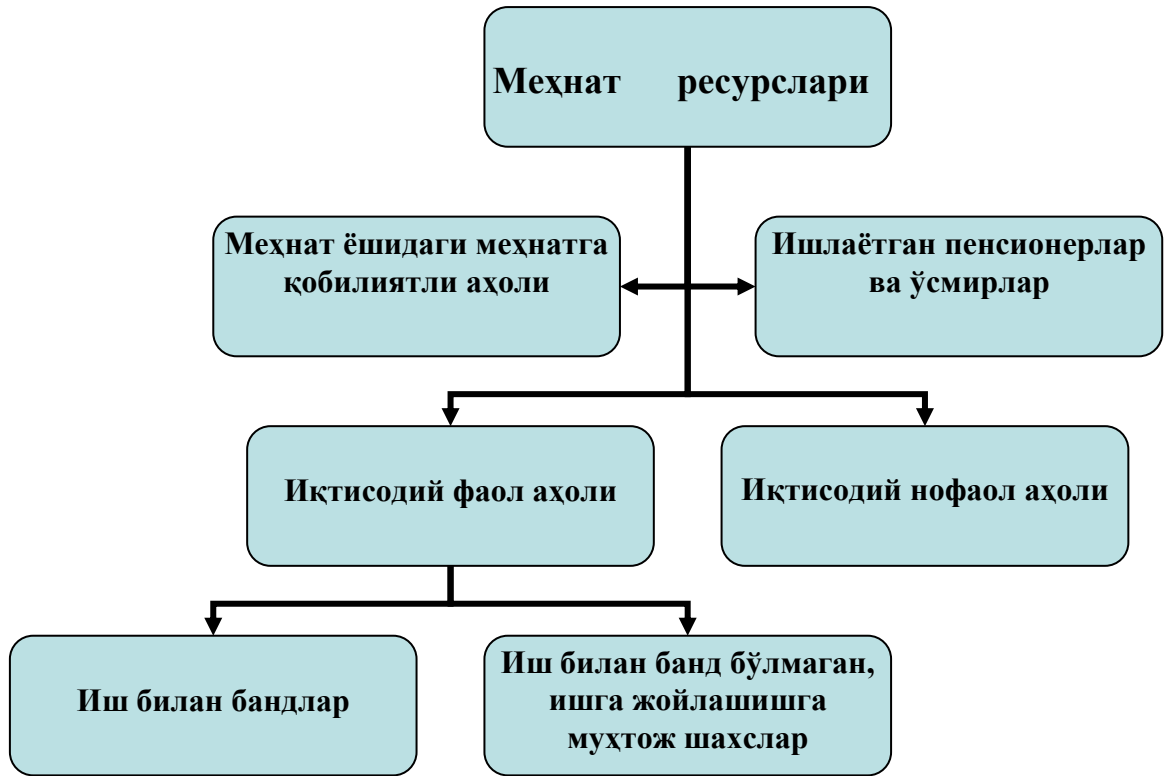 Меҳнат ресурслари
Меҳнат ёшидаги меҳнатга
қобилиятли аҳоли
Ишлаётган пенсионерлар
ва ўсмирлар
Иқтисодий фаол аҳоли
Иқтисодий нофаол аҳоли
Иш билан бандлар
Иш билан банд бўлмаган,
ишга жойлашишга
муҳтож шахслар